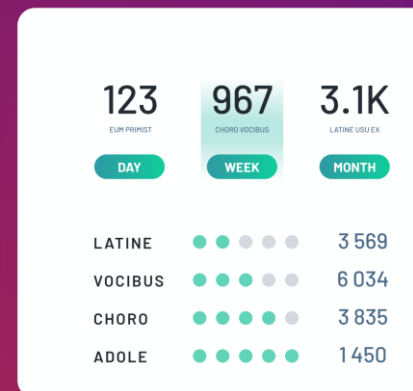 123 967 3.1K
EUM PRIMIST CHORO VOCIBUS LATINE USU EX
DAY WEEK MONTH
LATINE 3 569
VOCIBUS 6 034
CHORO 3 835
ADOLE 1 450